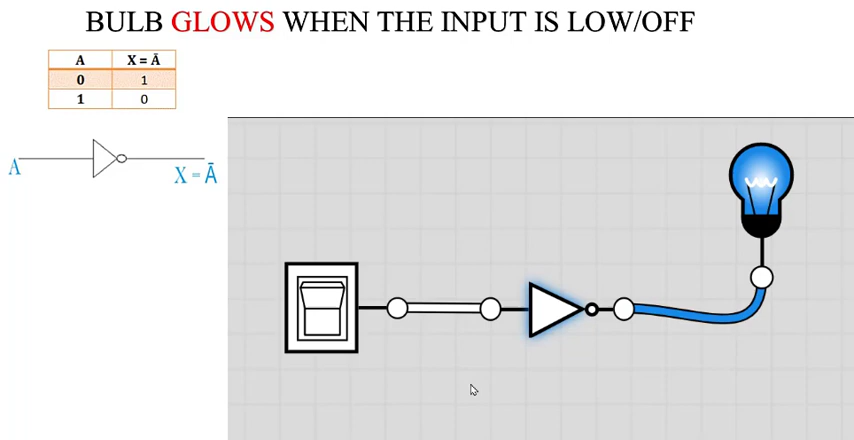 BULB GLOWS WHEN THE INPUT IS LOW/OFF
A X = Ā
0 1
1 0
A
X = Ā